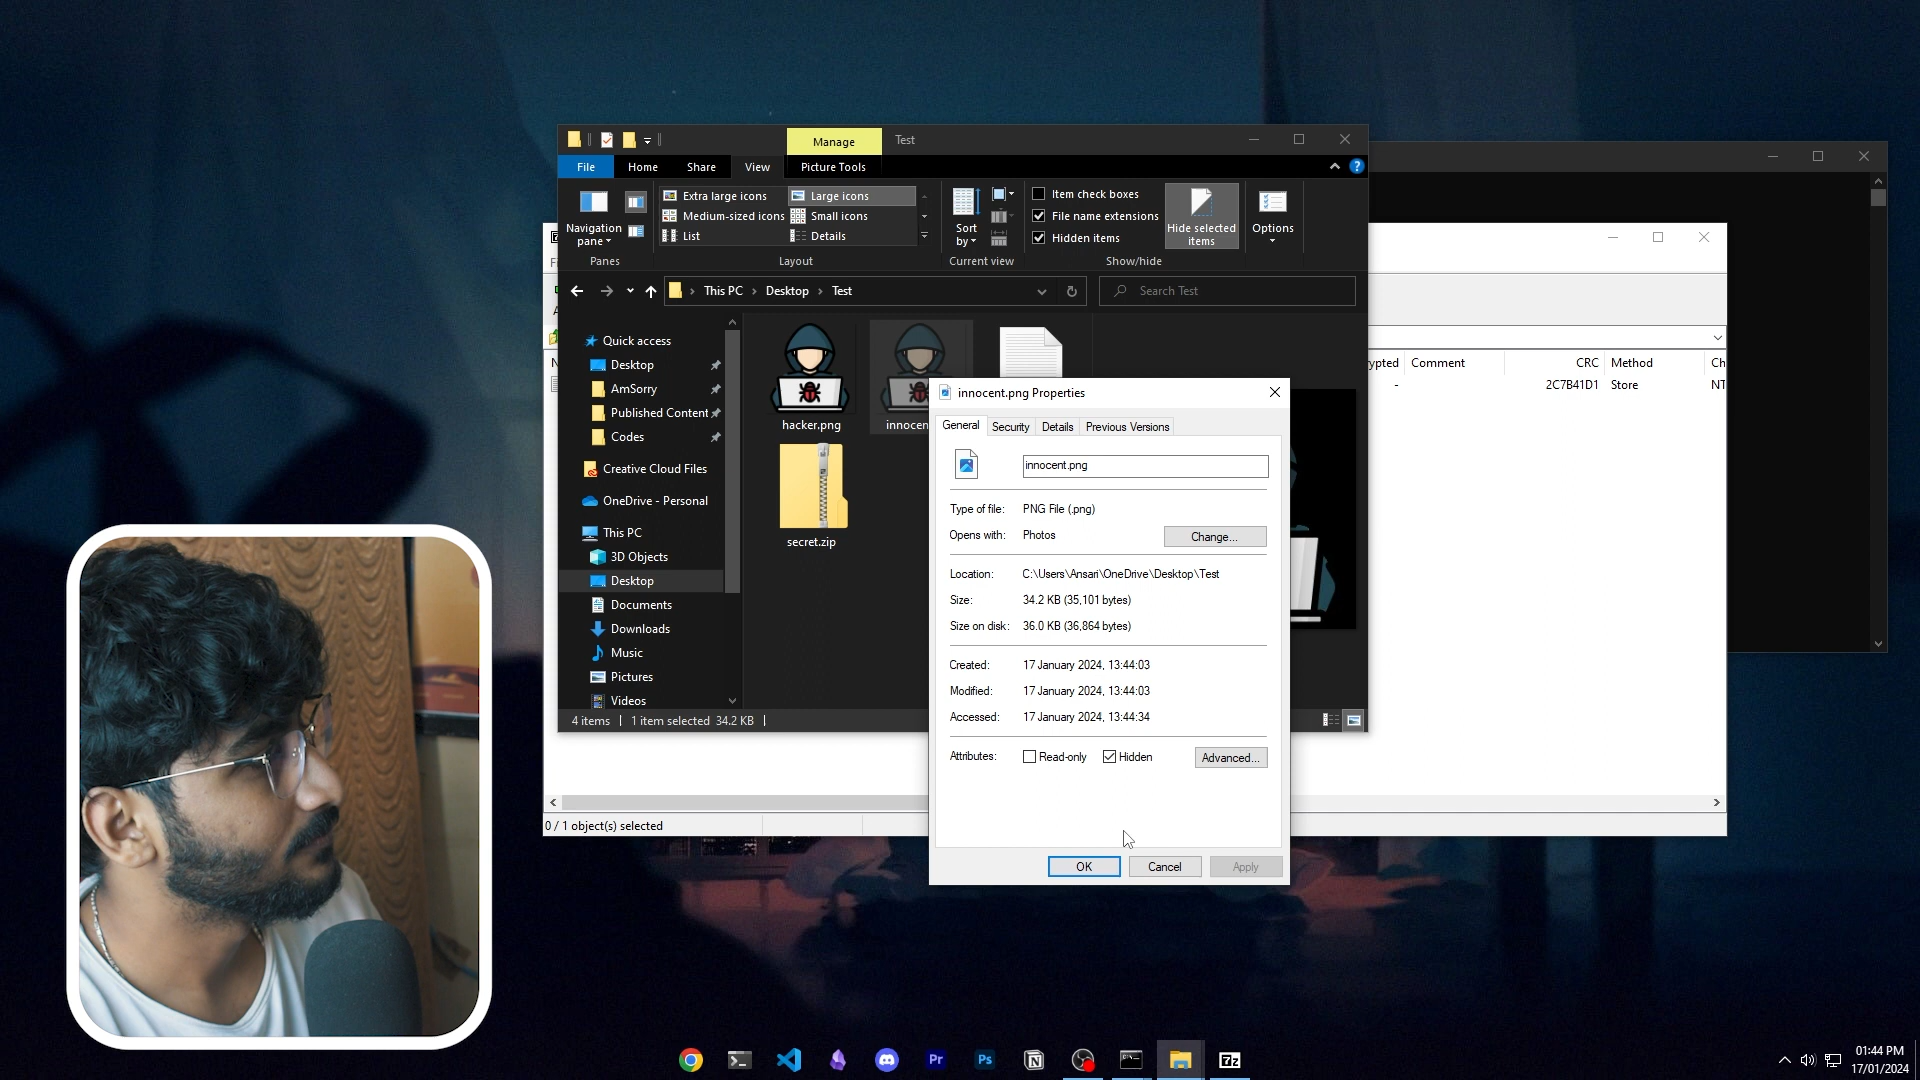 Manage
Test
File
Home
Share
View
Picture Tools
Navigation
pane
Panes
Extra large icons
Large icons
Medium-sized icons
Small icons
List
Details
Layout
Sort
by
Current view
Item check boxes
File name extensions
Hidden items
Hide selected
items
Show/hide
Options
This PC
Desktop
Test
Search Test
Quick access
Desktop
AmSorry
Published Content
Codes
Creative Cloud Files
OneDrive - Personal
This PC
3D Objects
Desktop
Documents
Downloads
Music
Pictures
Videos
hacker.png
innocen
secret.zip
4 items
1 item selected 34.2 KB
innocent.png Properties
General
Security
Details
Previous Versions
innocent.png
Type of file: PNG File (.png)
Opens with: Photos
Change...
Location: C:\Users\Ansari\OneDrive\Desktop\Test
Size: 34.2 KB (35,101 bytes)
Size on disk: 36.0 KB (36,864 bytes)
Created: 17 January 2024, 13:44:03
Modified: 17 January 2024, 13:44:03
Accessed: 17 January 2024, 13:44:34
Attributes: Read-only Hidden
Advanced...
OK
Cancel
Apply
ypted Comment CRC Method Ch
- 2C7B41D1 Store NT
0 / 1 object(s) selected
Pr
Ps
7z
01:44 PM
17/01/2024